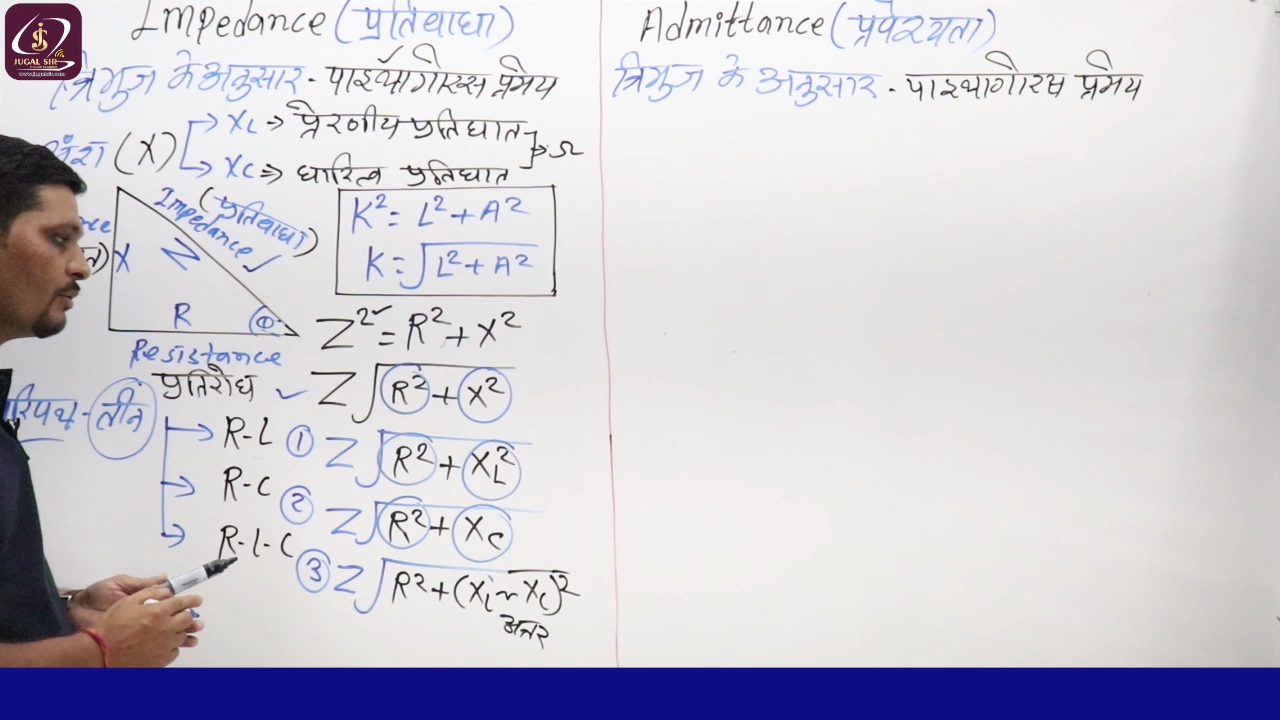 JUGAL SIR
Impedance (प्रतिवाधा)
त्रिभुज के अनुसार - पाइथागोरस प्रमेय
(X) → XL ⇒ प्रेरणीय प्रतिघात
→ XC ⇒ धारित्व प्रतिघात
Ω
Impedance ✓
(प्रतिवाधा)
X
Z
R
Φ
Resistance
प्रतिरोध
K² = L² + A²
K = √L² + A²
Z² = R² + X²
✓ Z √R² + X²
परिपथ - तीन
→ R-L ① Z √R² + XL²
→ R-C ② Z √R² + XC
→ R-L-C ③ Z √R² + (XL ~ XC)²
अन्तर
Admittance (प्रवेश्यता)
त्रिभुज के अनुसार - पाइथागोरस प्रमेय